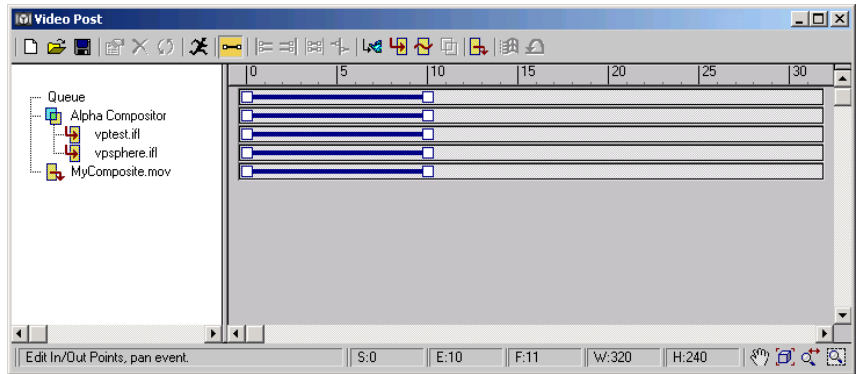 Video Post
0 5 10 15 20 25 30
Queue
Alpha Compositor
vptest.ifl
vpsphere.ifl
MyComposite.mov
Edit In/Out Points, pan event. S:0 E:10 F:11 W:320 H:240